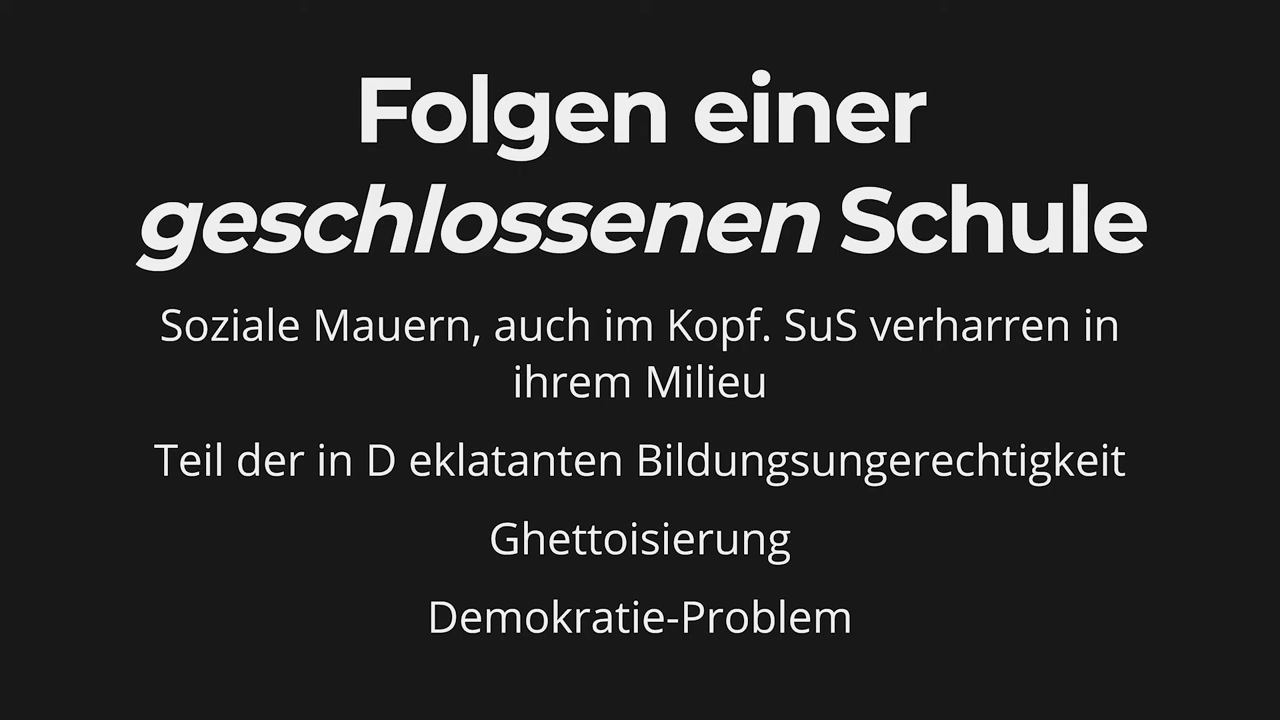 Folgen einer
geschlossenen Schule
Soziale Mauern, auch im Kopf. SuS verharren in
ihrem Milieu
Teil der in D eklatanten Bildungsungerechtigkeit
Ghettoisierung
Demokratie-Problem